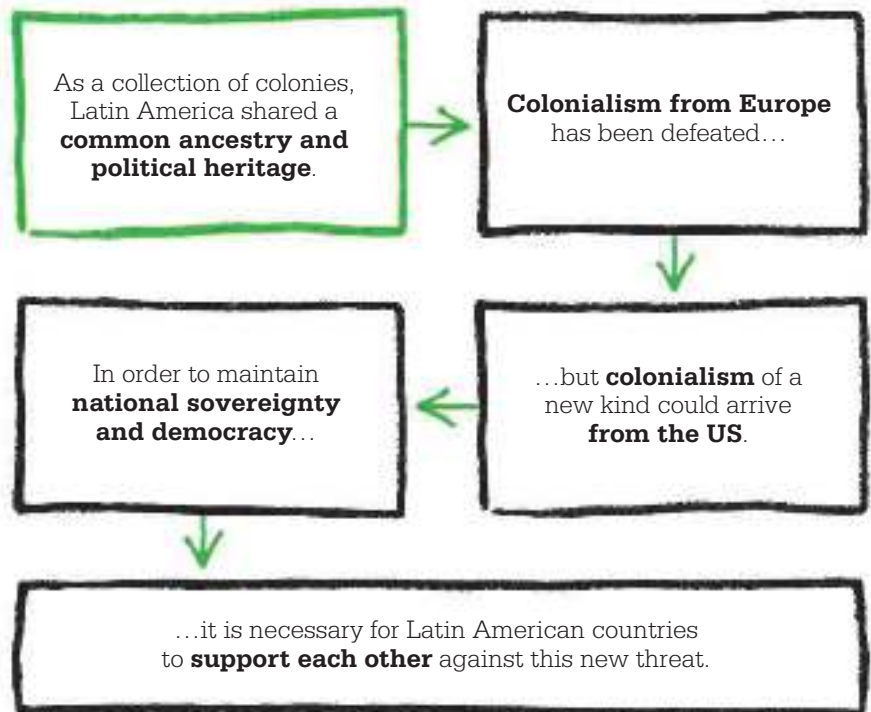 As a collection of colonies,
Latin America shared a
common ancestry and
political heritage.
Colonialism from Europe
has been defeated…
…but colonialism of a
new kind could arrive
from the US.
In order to maintain
national sovereignty
and democracy…
…it is necessary for Latin American countries
to support each other against this new threat.